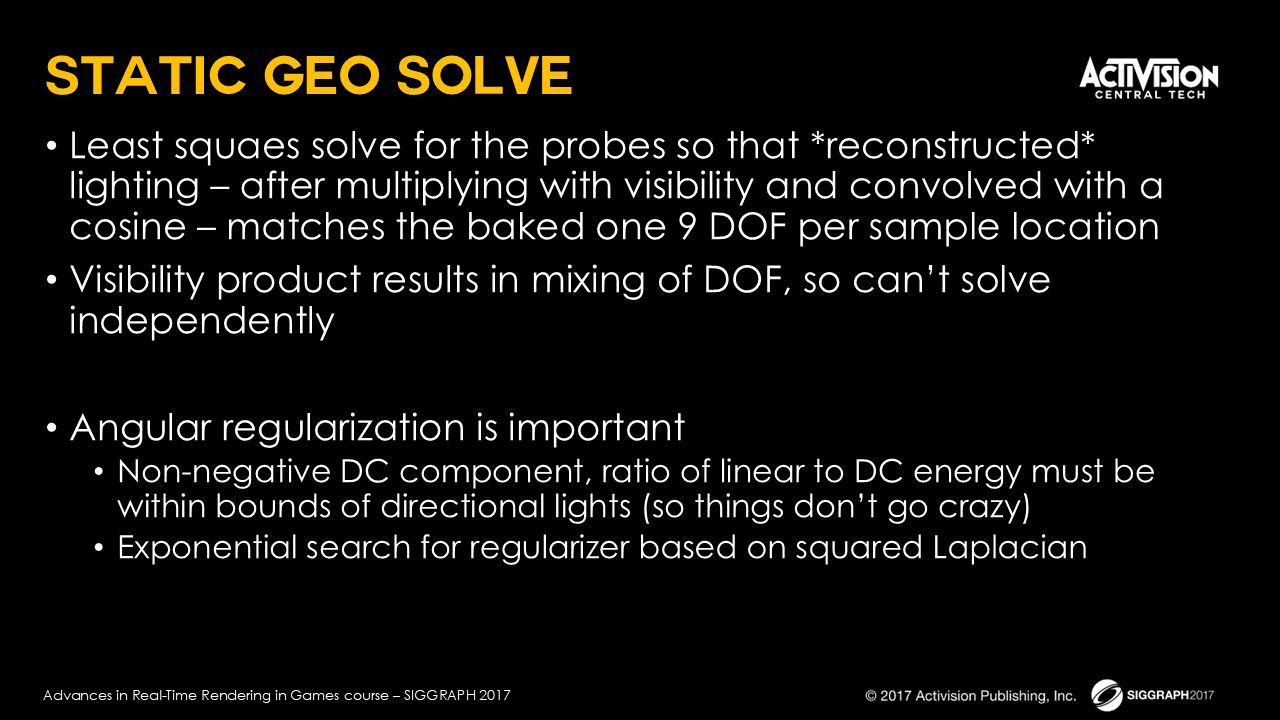 STATIC GEO SOLVE
ACTIVISION
CENTRAL TECH
• Least squaes solve for the probes so that *reconstructed*
lighting – after multiplying with visibility and convolved with a
cosine – matches the baked one 9 DOF per sample location
• Visibility product results in mixing of DOF, so can’t solve
independently
• Angular regularization is important
• Non-negative DC component, ratio of linear to DC energy must be
within bounds of directional lights (so things don’t go crazy)
• Exponential search for regularizer based on squared Laplacian
Advances in Real-Time Rendering in Games course – SIGGRAPH 2017
© 2017 Activision Publishing, Inc.
SIGGRAPH2017